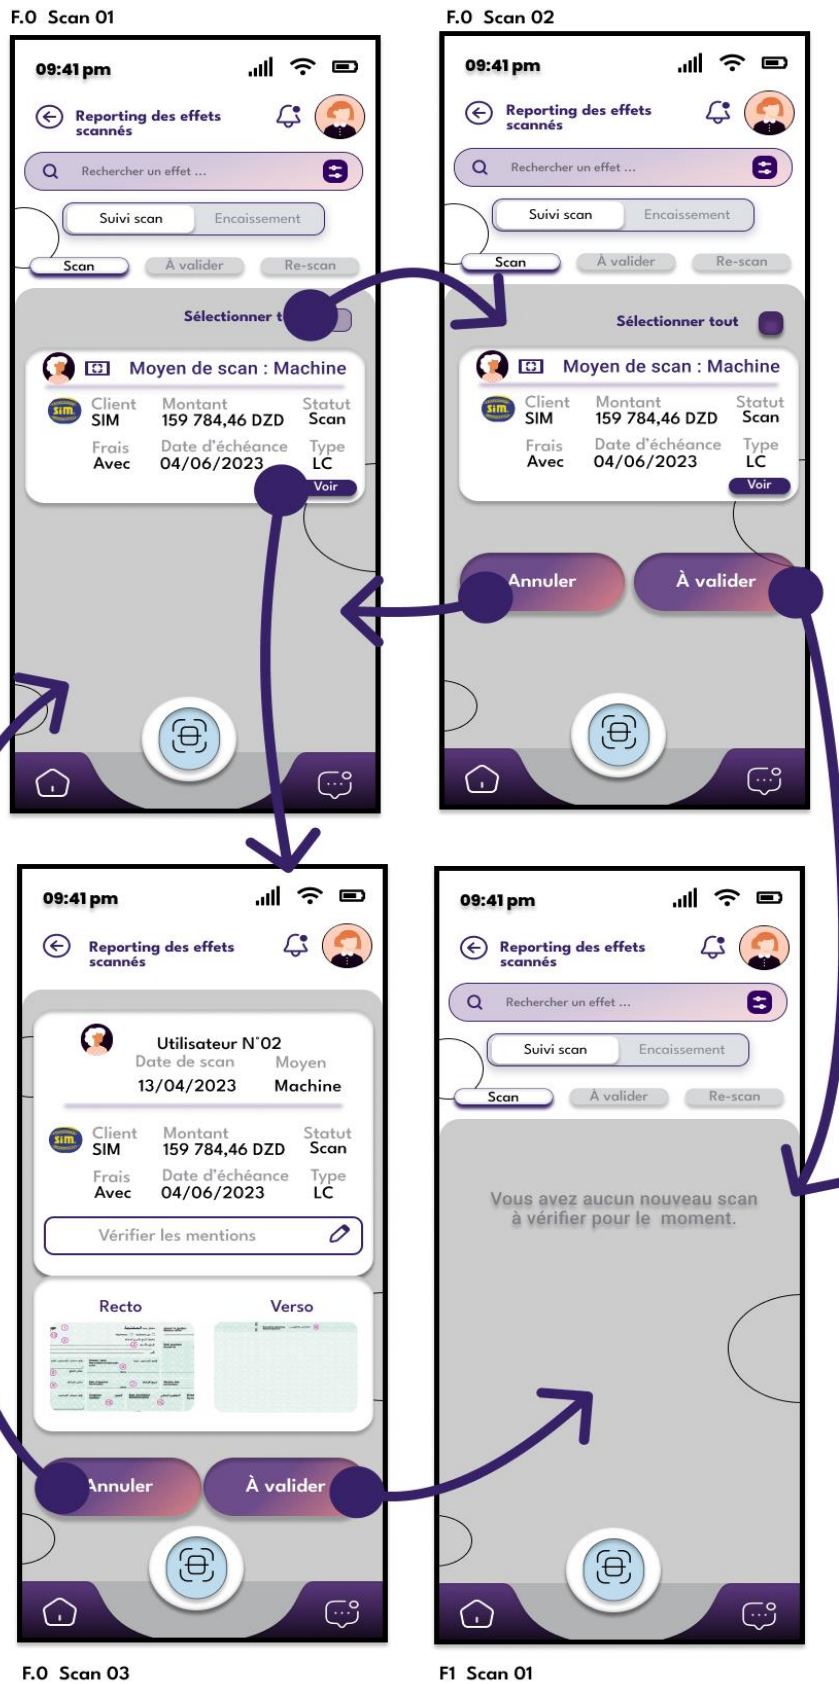 F.0 Scan 01
09:41 pm
Reporting des effets
scannés
Rechercher un effet ...
Suivi scan Encaissement
Scan À valider Re-scan
Sélectionner t
Moyen de scan : Machine
sim.
Client Montant Statut
SIM 159 784,46 DZD Scan
Frais Date d'échéance Type
Avec 04/06/2023 LC
Voir
F.0 Scan 02
09:41 pm
Reporting des effets
scannés
Rechercher un effet ...
Suivi scan Encaissement
Scan À valider Re-scan
Sélectionner tout
Moyen de scan : Machine
sim.
Client Montant Statut
SIM 159 784,46 DZD Scan
Frais Date d'échéance Type
Avec 04/06/2023 LC
Voir
Annuler À valider
09:41 pm
Reporting des effets
scannés
Utilisateur N°02
Date de scan Moyen
13/04/2023 Machine
sim.
Client Montant Statut
SIM 159 784,46 DZD Scan
Frais Date d'échéance Type
Avec 04/06/2023 LC
Vérifier les mentions
Recto Verso
Annuler À valider
F.0 Scan 03
09:41 pm
Reporting des effets
scannés
Rechercher un effet ...
Suivi scan Encaissement
Scan À valider Re-scan
Vous avez aucun nouveau scan
à vérifier pour le moment.
F1 Scan 01